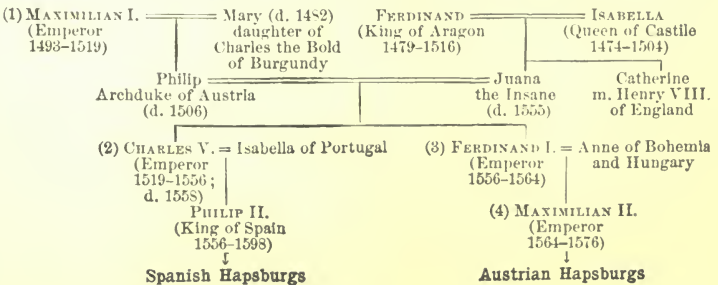 (1) MAXIMILIAN I. Mary (d. 1482) FERDINAND ISABELLA
(Emperor daughter of (King of Aragon (Queen of Castile
1493–1519) Charles the Bold 1479–1516) 1474–1504)
of Burgundy
Philip Juana Catherine
Archduke of Austria the Insane m. Henry VIII.
(d. 1506) (d. 1555) of England
(2) CHARLES V. = Isabella of Portugal (3) FERDINAND I. = Anne of Bohemia
(Emperor (Emperor and Hungary
1519–1556; 1556–1564)
d. 1558)
PHILIP II. (4) MAXIMILIAN II.
(King of Spain (Emperor
1556–1598) 1564–1576)
Spanish Hapsburgs Austrian Hapsburgs